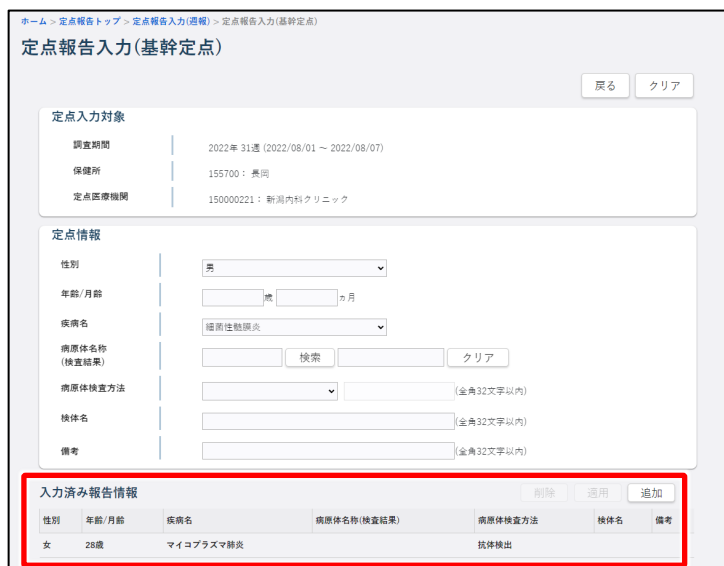 ホーム > 定点報告トップ > 定点報告入力(週報) > 定点報告入力(基幹定点)
定点報告入力(基幹定点)
戻る クリア
定点入力対象
調査期間 2022年 31週 (2022/08/01 ～ 2022/08/07)
保健所 155700： 長岡
定点医療機関 150000221： 新潟内科クリニック
定点情報
性別 男
年齢/月齢 歳 ヵ月
疾病名 細菌性髄膜炎
病原体名称
(検査結果) 検索 クリア
病原体検査方法 (全角32文字以内)
検体名 (全角32文字以内)
備考 (全角32文字以内)
入力済み報告情報 削除 適用 追加
性別 年齢/月齢 疾病名 病原体名称(検査結果) 病原体検査方法 検体名 備考
女 28歳 マイコプラズマ肺炎 抗体検出